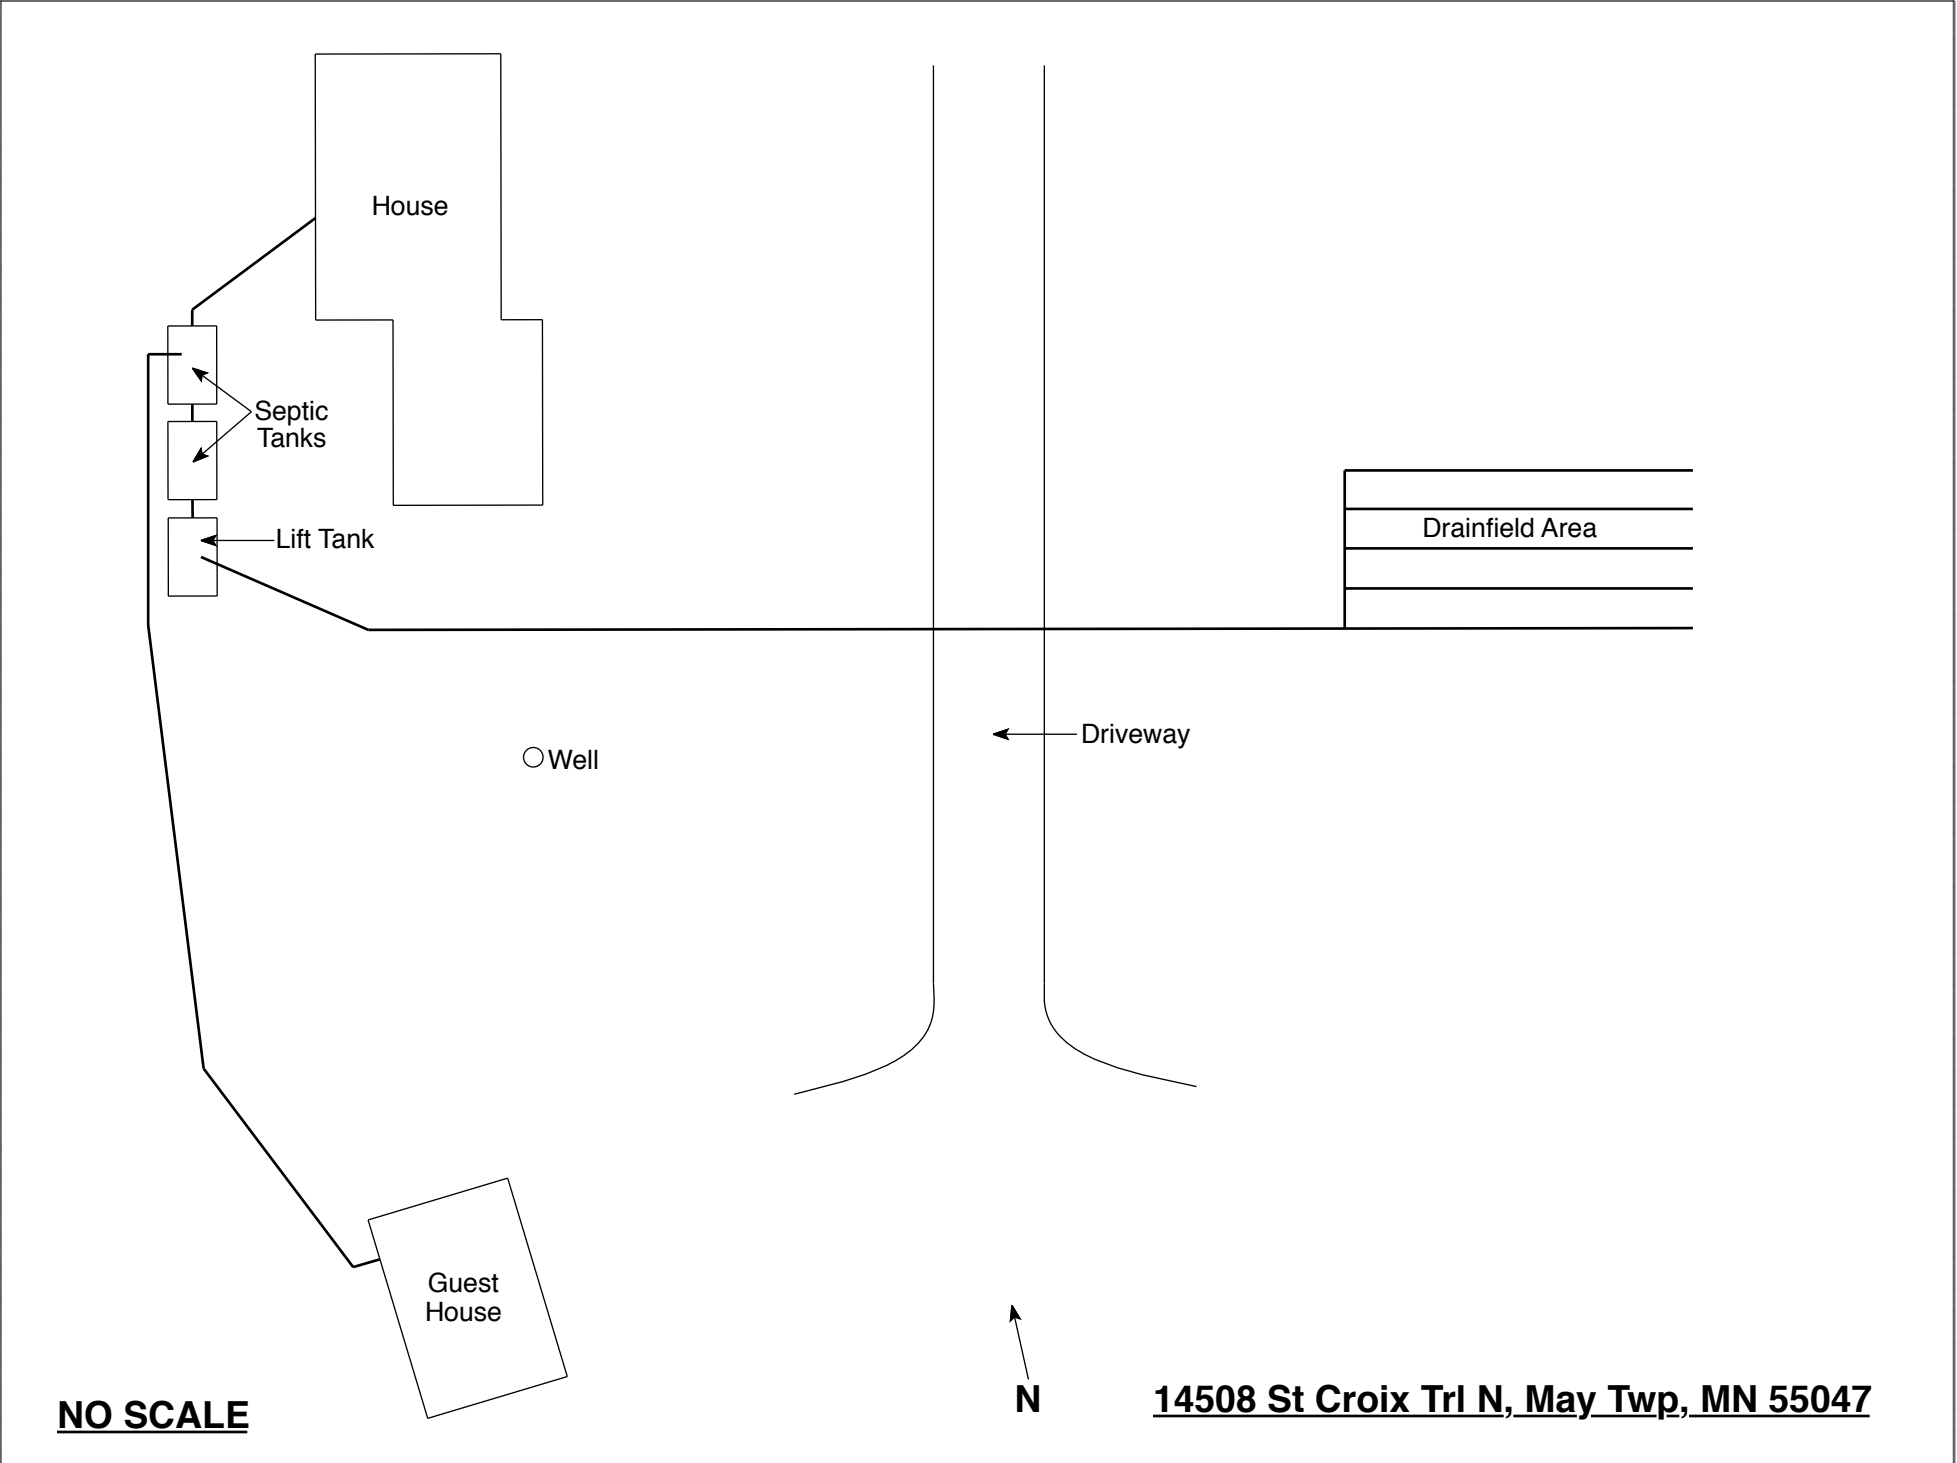 House
Septic
Tanks
Lift Tank
Drainfield Area
Driveway
Well
Guest
House
N
NO SCALE
14508 St Croix Trl N, May Twp, MN 55047